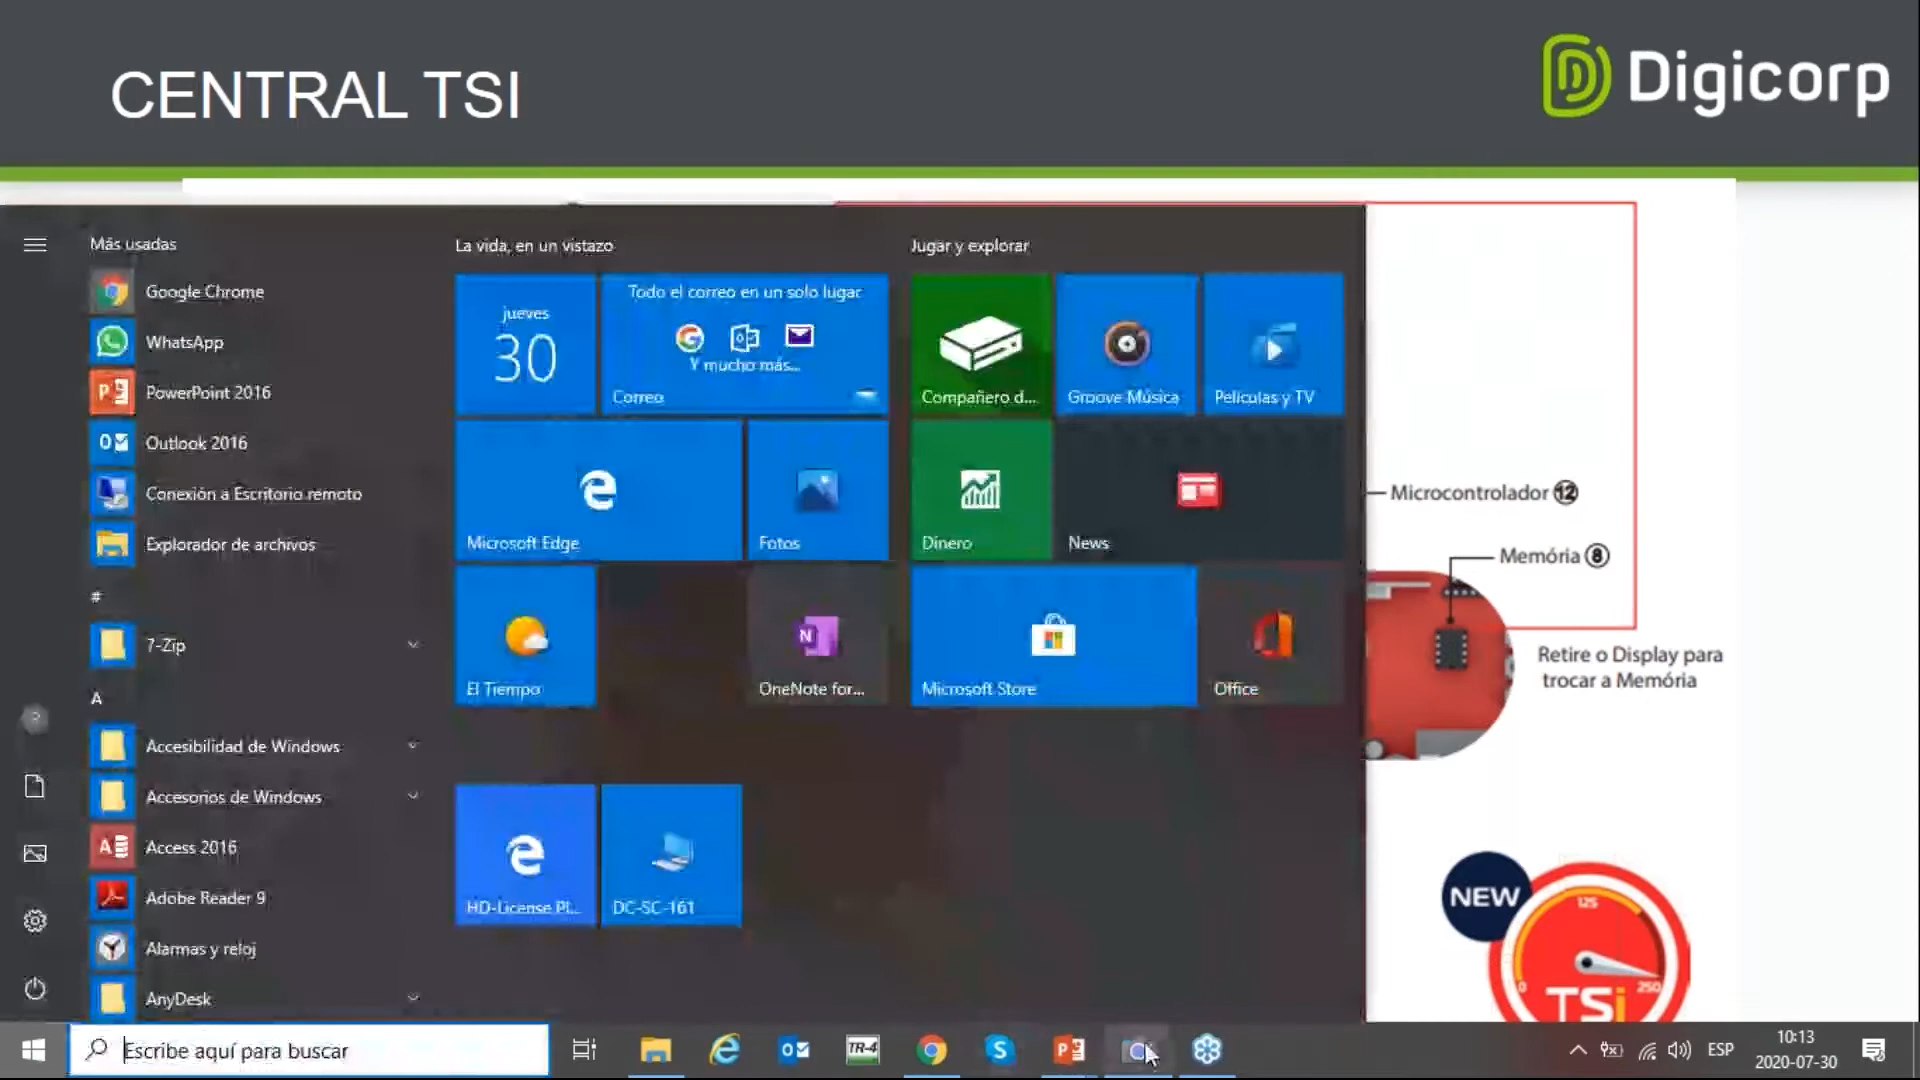 CENTRAL TSI
Digicorp
Más usadas
Google Chrome
WhatsApp
PowerPoint 2016
Outlook 2016
Conexión a Escritorio remoto
Explorador de archivos
#
7-Zip
A
Accesibilidad de Windows
Accesorios de Windows
Access 2016
Adobe Reader 9
Alarmas y reloj
AnyDesk
La vida, en un vistazo
jueves
30
Todo el correo en un solo lugar
Y mucho más...
Correo
Microsoft Edge
Fotos
El Tiempo
OneNote for...
HD-License Pl...
DC-SC-161
Jugar y explorar
Compañero d...
Groove Música
Películas y TV
Dinero
News
Microsoft Store
Office
Microcontrolador 12
Memória 8
Retire o Display para
trocar a Memória
NEW
125
0
250
TSi
Escribe aquí para buscar
TR-4
ESP
10:13
2020-07-30